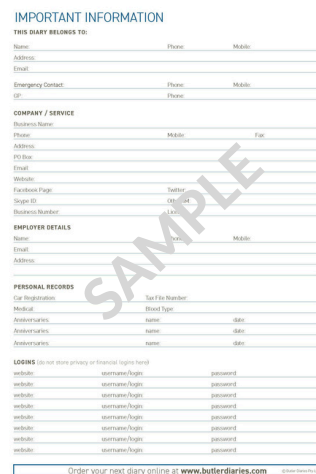 IMPORTANT INFORMATION
THIS DIARY BELONGS TO:
Name: Phone: Mobile:
Address:
Email:
Emergency Contact: Phone: Mobile:
GP: Phone:
COMPANY / SERVICE
Business Name:
Phone: Mobile: Fax:
Address:
PO Box:
Email:
Website:
Facebook Page: Twitter:
Skype ID:
Business Number:
EMPLOYER DETAILS
Name: Phone: Mobile:
Email:
Address:
SAMPLE
PERSONAL RECORDS
Car Registration: Tax File Number:
Medical: Blood Type:
Anniversaries: name: date:
Anniversaries: name: date:
Anniversaries: name: date:
LOGINS (do not store privacy or financial logins here)
website: username/login: password:
website: username/login: password:
website: username/login: password:
website: username/login: password:
website: username/login: password:
website: username/login: password:
website: username/login: password:
website: username/login: password:
Order your next diary online at www.butlerdiaries.com